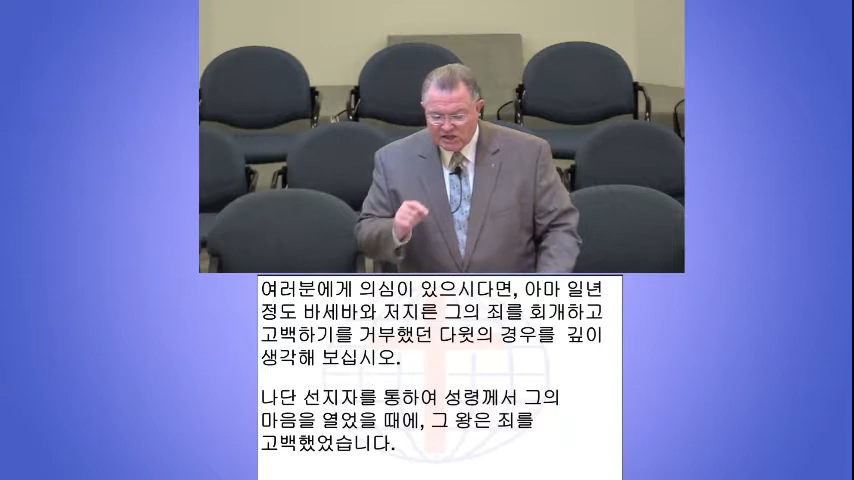 여러분에게 의심이 있으시다면, 아마 일년
정도 바세바와 저지른 그의 죄를 회개하고
고백하기를 거부했던 다윗의 경우를 깊이
생각해 보십시오.
나단 선지자를 통하여 성령께서 그의
마음을 열었을 때에, 그 왕은 죄를
고백했었습니다.